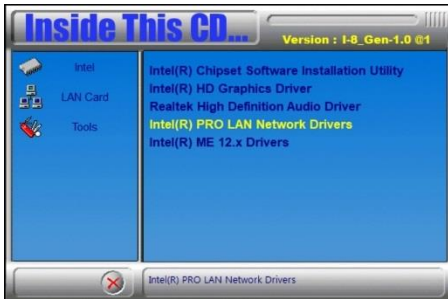 Inside This CD...
Version : I-8_Gen-1.0 @1
Intel
LAN Card
Tools
Intel(R) Chipset Software Installation Utility
Intel(R) HD Graphics Driver
Realtek High Definition Audio Driver
Intel(R) PRO LAN Network Drivers
Intel(R) ME 12.x Drivers
Intel(R) PRO LAN Network Drivers